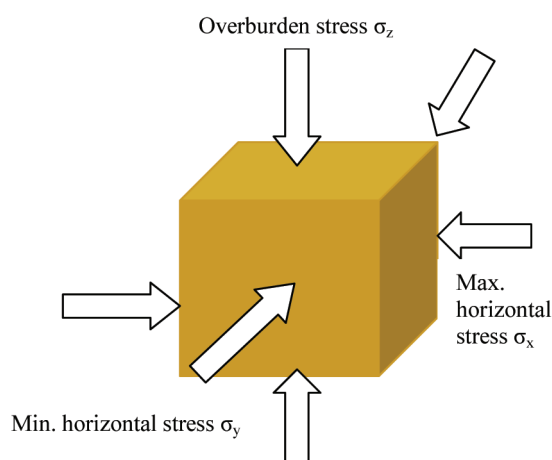 Overburden stress σz
Max.
horizontal
stress σx
Min. horizontal stress σy